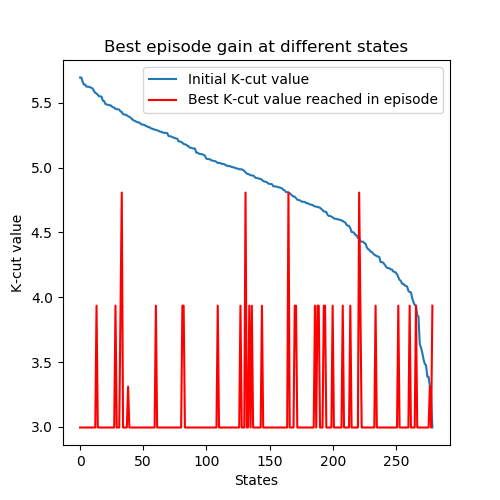 Best episode gain at different states
Initial K-cut value
Best K-cut value reached in episode
5.5
5.0
4.5
4.0
3.5
3.0
K-cut value
0 50 100 150 200 250
States